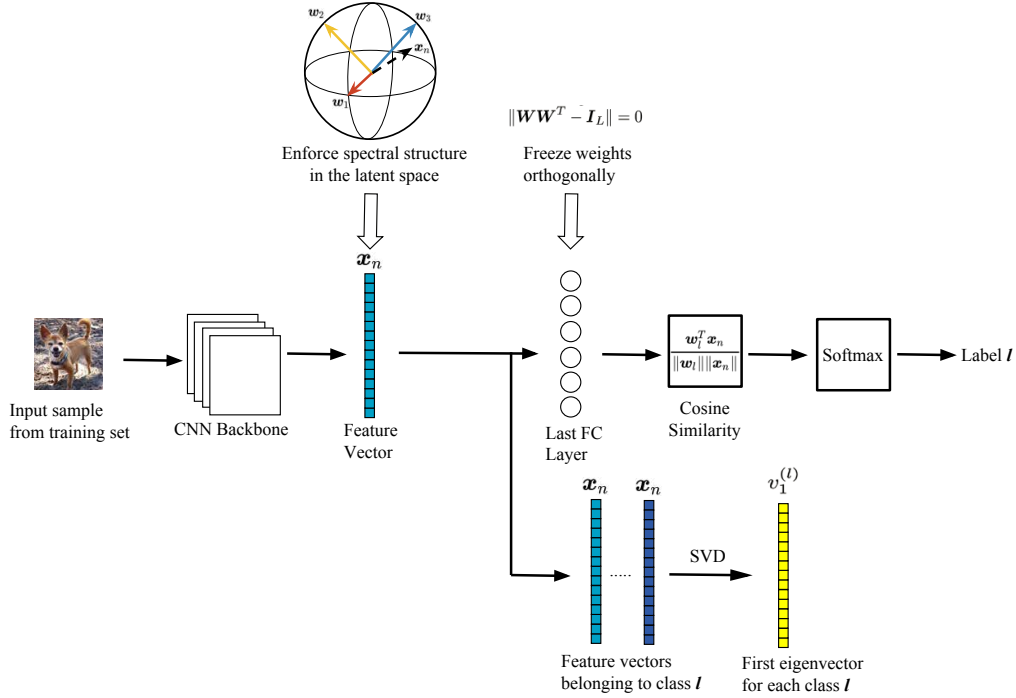 w₂
w₃
xₙ
w₁
Enforce spectral structure
in the latent space
‖WWᵀ - I_L‖ = 0
Freeze weights
orthogonally
xₙ
Input sample
from training set
CNN Backbone
Feature
Vector
Last FC
Layer
w_l^T xₙ
‖w_l‖‖xₙ‖
Cosine
Similarity
Softmax
Label l
xₙ
xₙ
v₁^(l)
.....
SVD
Feature vectors
belonging to class l
First eigenvector
for each class l